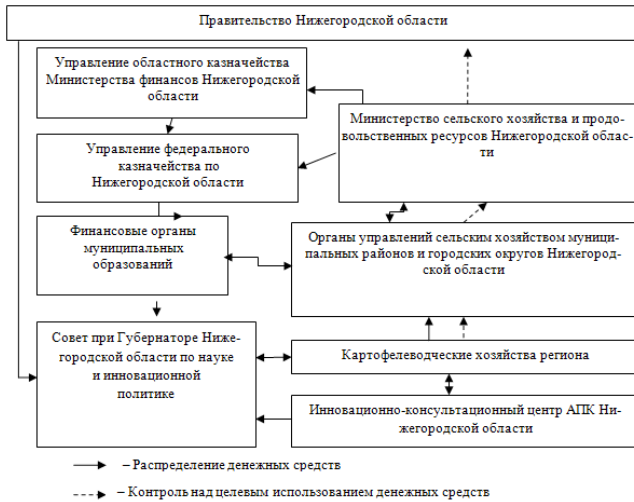 Правительство Нижегородской области
Управление областного казначейства
Министерства финансов Нижегородской
области
Министерство сельского хозяйства и продо-
вольственных ресурсов Нижегородской облас-
ти
Управление федерального
казначейства по
Нижегородской области
Финансовые органы
муниципальных
образований
Органы управлений сельским хозяйством муници-
пальных районов и городских округов Нижегород-
ской области
Совет при Губернаторе Ниже-
городской области по науке
и инновационной
политике
Картофелеводческие хозяйства региона
Инновационно-консультационный центр АПК Ни-
жегородской области
– Распределение денежных средств
– Контроль над целевым использованием денежных средств